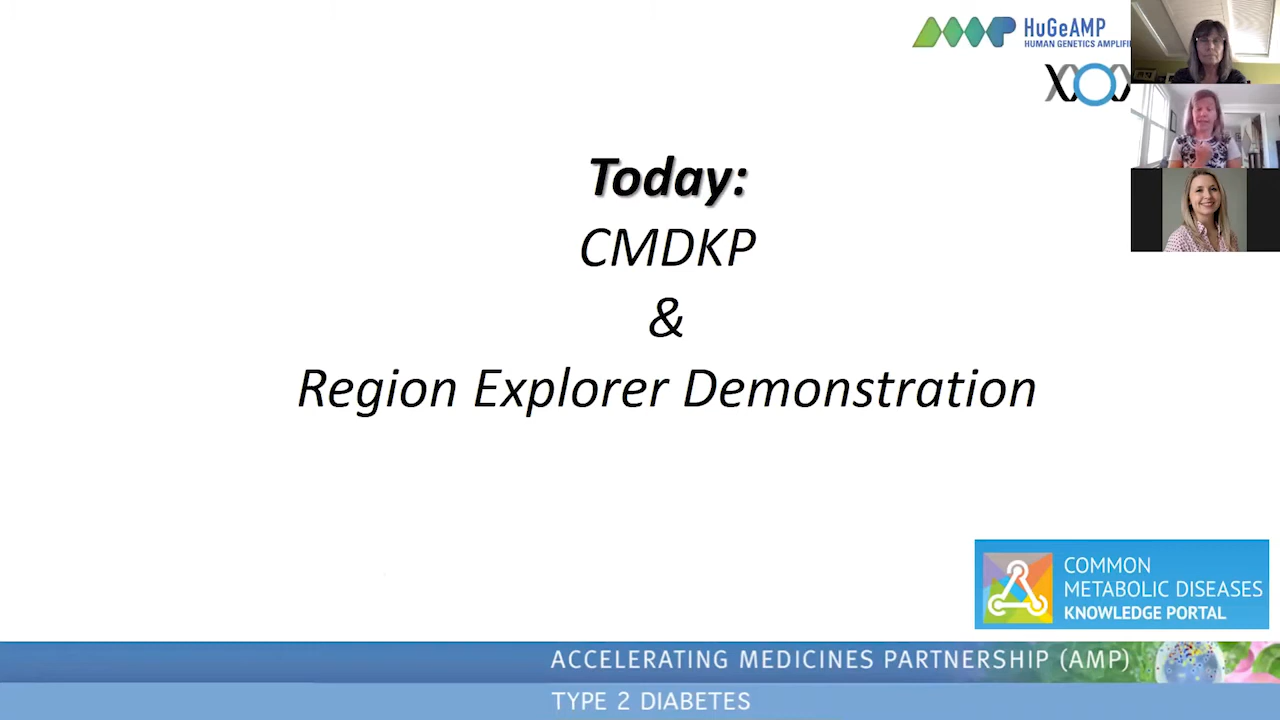 HuGeAMP
HUMAN GENETICS AMPLIFI
Today:
CMDKP
&
Region Explorer Demonstration
COMMON
METABOLIC DISEASES
KNOWLEDGE PORTAL
ACCELERATING MEDICINES PARTNERSHIP (AMP)
TYPE 2 DIABETES